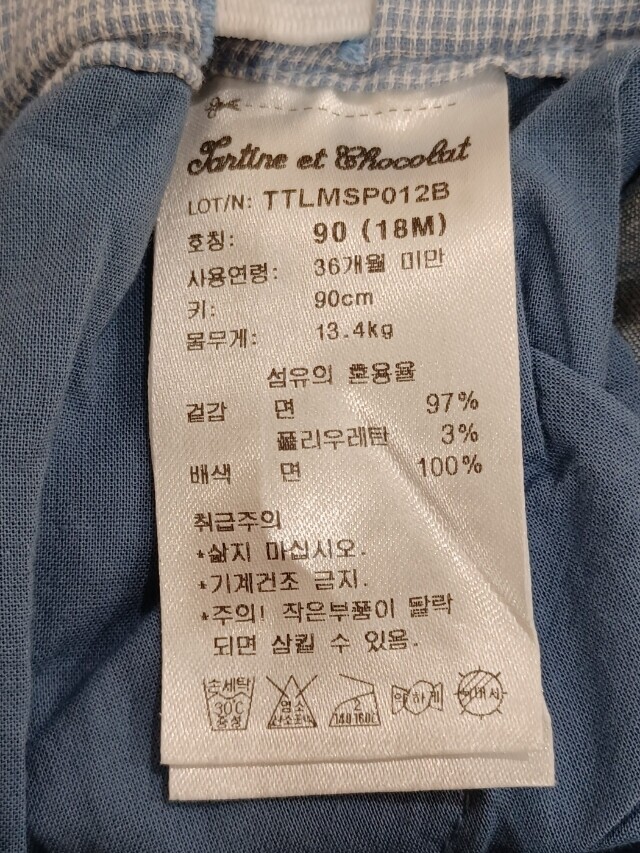 Tartine et Chocolat
LOT/N: TTLMSP012B
호칭: 90 (18M)
사용연령: 36개월 미만
키: 90cm
몸무게: 13.4kg
섬유의 혼용율
겉감 면 97%
폴리우레탄 3%
배색 면 100%
취급주의
*삶지 마십시오.
*기계건조 금지.
*주의! 작은부품이 탈락
되면 삼킬 수 있음.
손세탁 30℃ 중성 염소 산소표백 2 140-160℃ 약하게